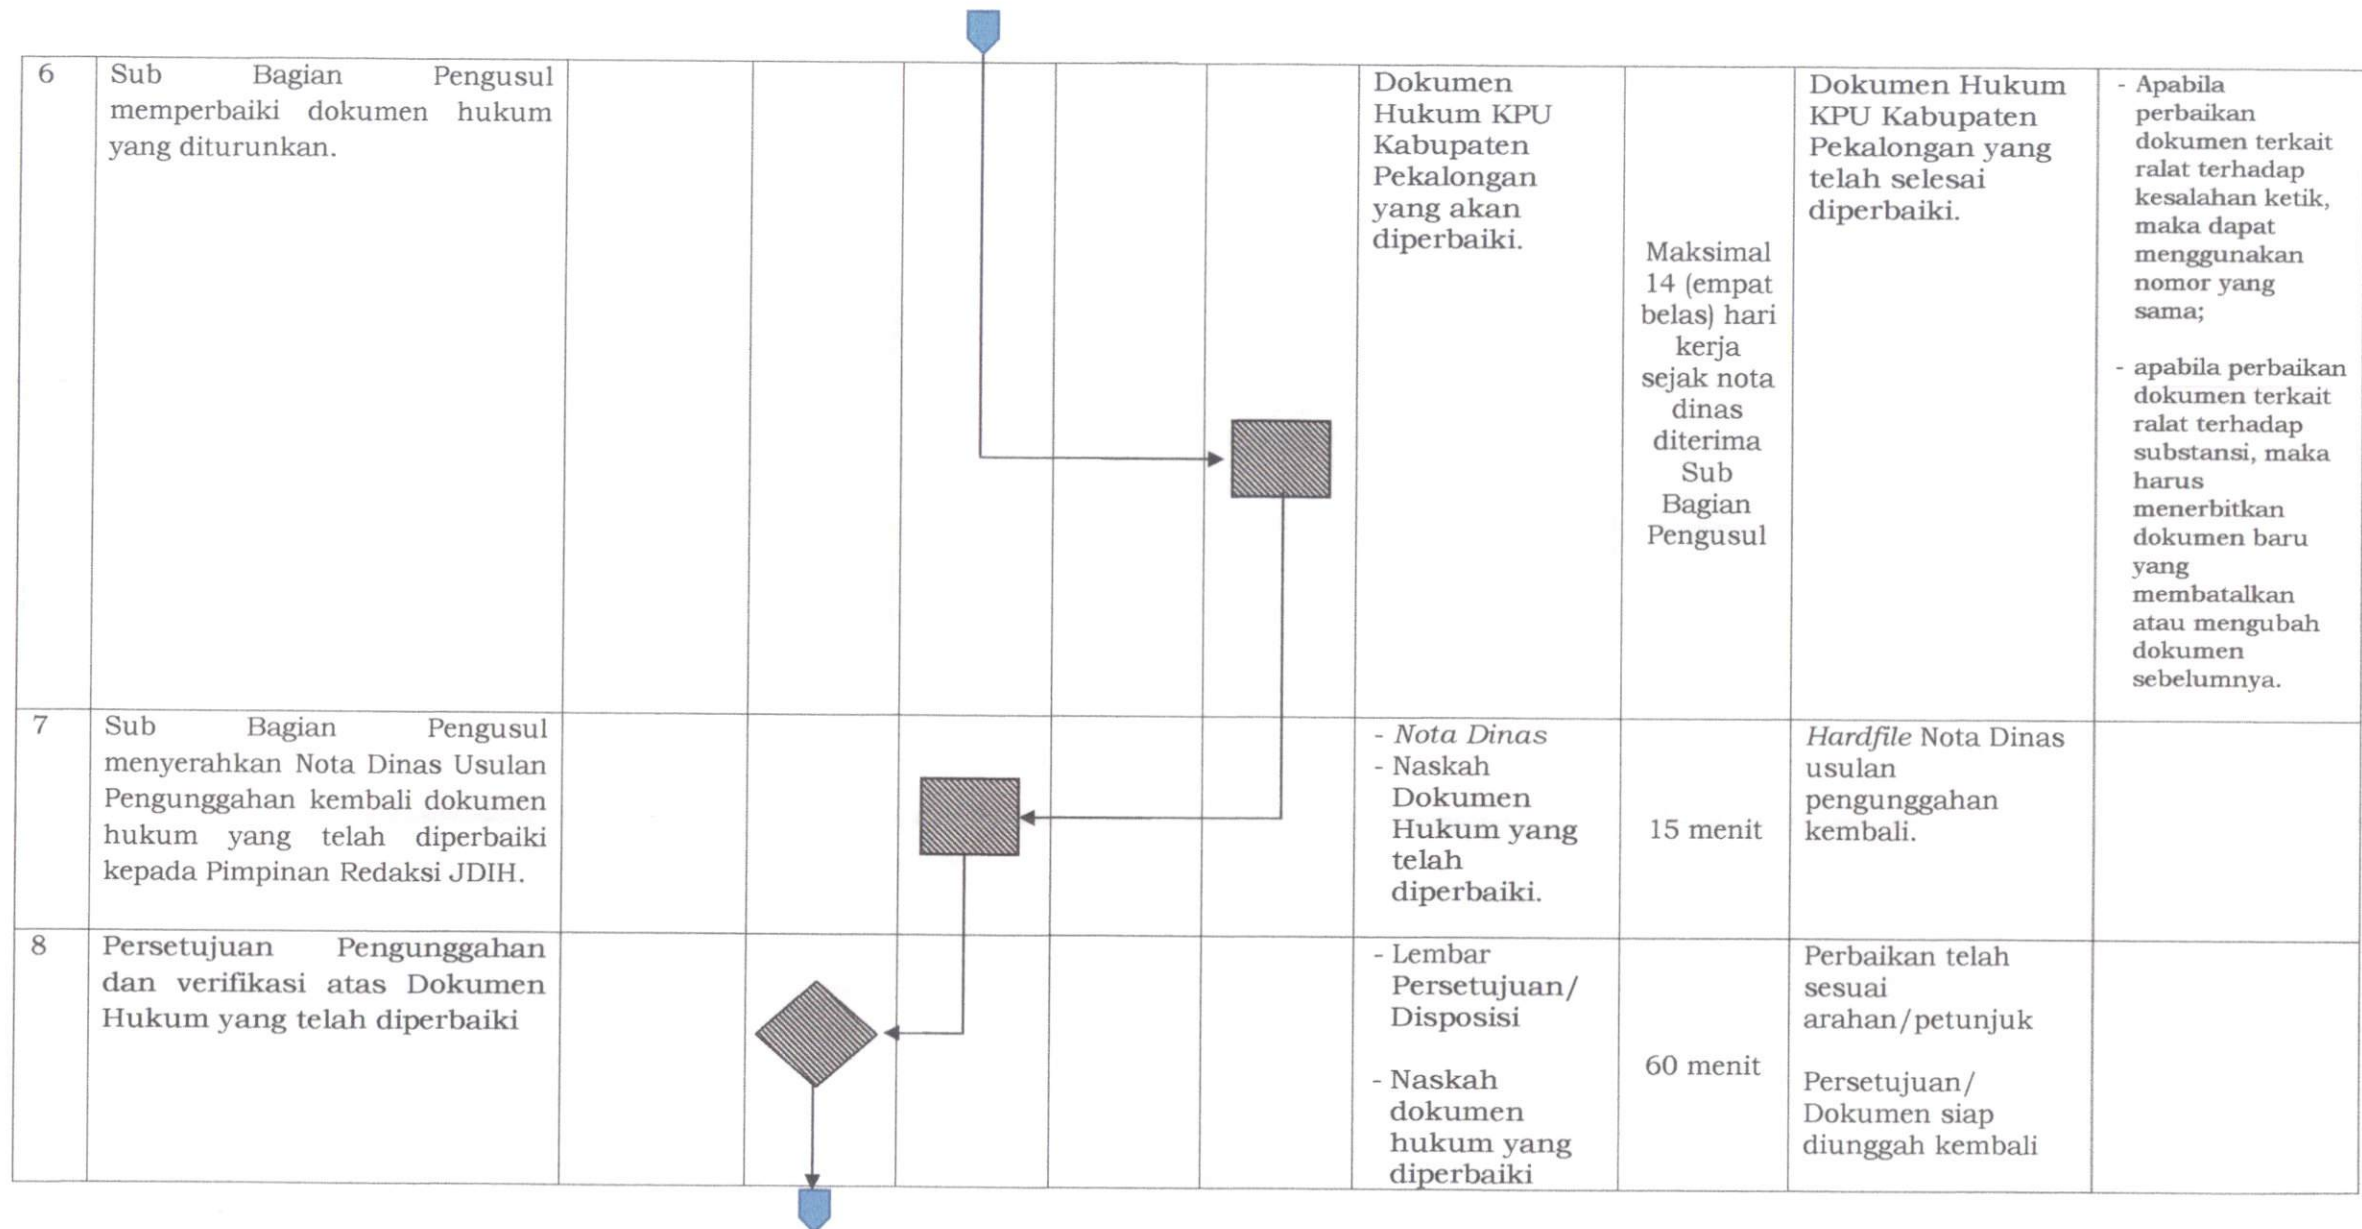 6
Sub Bagian Pengusul
memperbaiki dokumen hukum
yang diturunkan.
Dokumen
Hukum KPU
Kabupaten
Pekalongan
yang akan
diperbaiki.
Maksimal
14 (empat
belas) hari
kerja
sejak nota
dinas
diterima
Sub
Bagian
Pengusul
Dokumen Hukum
KPU Kabupaten
Pekalongan yang
telah selesai
diperbaiki.
- Apabila
perbaikan
dokumen terkait
ralat terhadap
kesalahan ketik,
maka dapat
menggunakan
nomor yang
sama;
- apabila perbaikan
dokumen terkait
ralat terhadap
substansi, maka
harus
menerbitkan
dokumen baru
yang
membatalkan
atau mengubah
dokumen
sebelumnya.
7
Sub Bagian Pengusul
menyerahkan Nota Dinas Usulan
Pengunggahan kembali dokumen
hukum yang telah diperbaiki
kepada Pimpinan Redaksi JDIH.
- Nota Dinas
- Naskah
Dokumen
Hukum yang
telah
diperbaiki.
15 menit
Hardfile Nota Dinas
usulan
pengunggahan
kembali.
8
Persetujuan Pengunggahan
dan verifikasi atas Dokumen
Hukum yang telah diperbaiki
- Lembar
Persetujuan/
Disposisi
- Naskah
dokumen
hukum yang
diperbaiki
60 menit
Perbaikan telah
sesuai
arahan/petunjuk
Persetujuan/
Dokumen siap
diunggah kembali